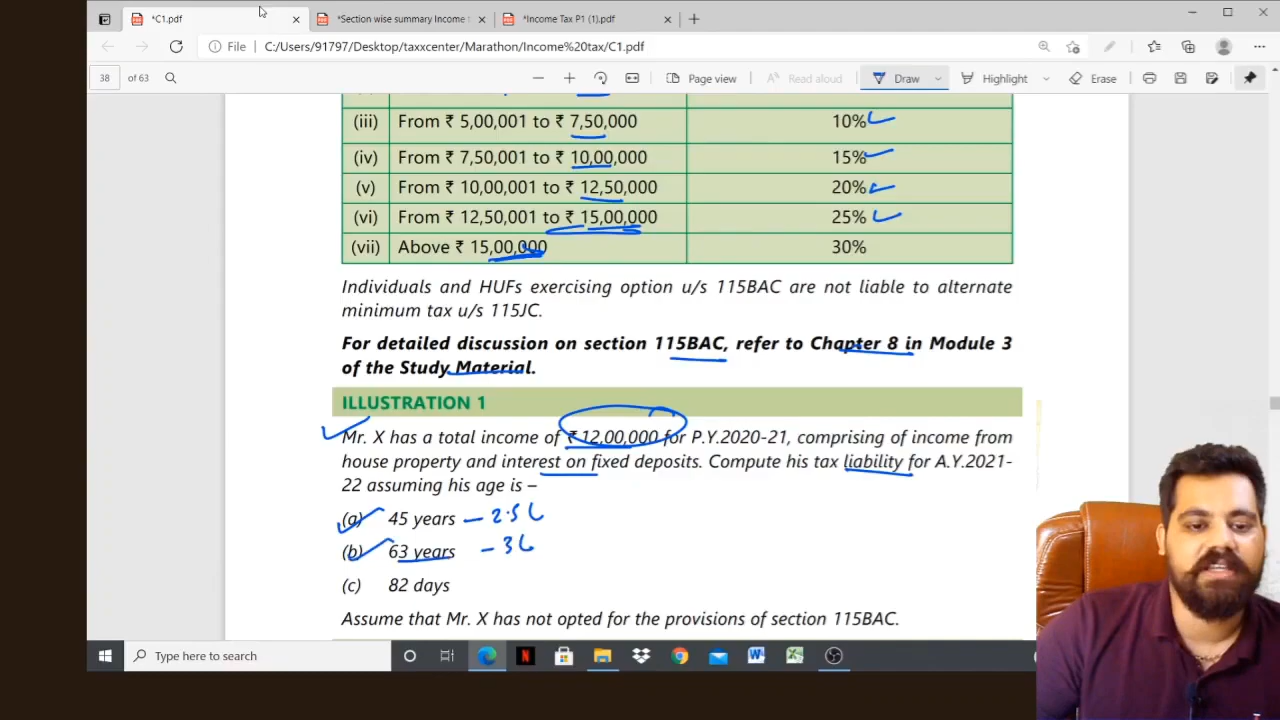 *C1.pdf
*Section wise summary Income t
*Income Tax P1 (1).pdf
File
C:/Users/91797/Desktop/taxxcenter/Marathon/Income%20tax/C1.pdf
38 of 63
Page view
Read aloud
Draw
Highlight
Erase
(iii) From ₹ 5,00,001 to ₹ 7,50,000 10%
(iv) From ₹ 7,50,001 to ₹ 10,00,000 15%
(v) From ₹ 10,00,001 to ₹ 12,50,000 20%
(vi) From ₹ 12,50,001 to ₹ 15,00,000 25%
(vii) Above ₹ 15,00,000 30%
Individuals and HUFs exercising option u/s 115BAC are not liable to alternate
minimum tax u/s 115JC.
For detailed discussion on section 115BAC, refer to Chapter 8 in Module 3
of the Study Material.
ILLUSTRATION 1
Mr. X has a total income of ₹ 12,00,000 for P.Y.2020-21, comprising of income from
house property and interest on fixed deposits. Compute his tax liability for A.Y.2021-
22 assuming his age is –
(a) 45 years – 2.5L
(b) 63 years – 3L
(c) 82 days
Assume that Mr. X has not opted for the provisions of section 115BAC.
Type here to search